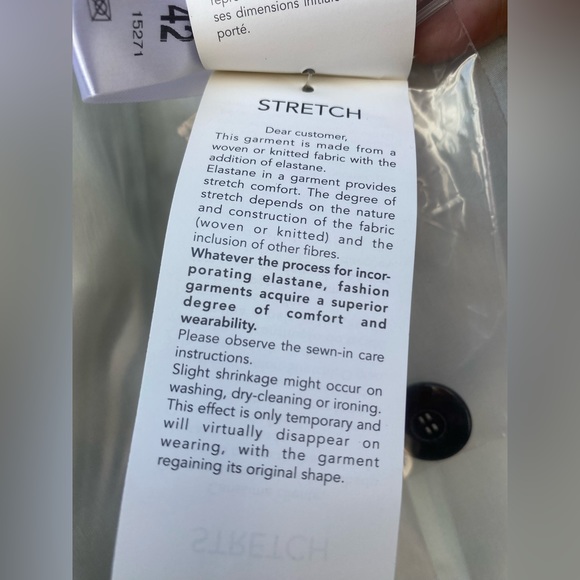 42
15271
ses dimensions initiales
porté.
STRETCH
Dear customer,
This garment is made from a
woven or knitted fabric with the
addition of elastane.
Elastane in a garment provides
stretch comfort. The degree of
stretch depends on the nature
and construction of the fabric
(woven or knitted) and the
inclusion of other fibres.
Whatever the process for incor-
porating elastane, fashion
garments acquire a superior
degree of comfort and
wearability.
Please observe the sewn-in care
instructions.
Slight shrinkage might occur on
washing, dry-cleaning or ironing.
This effect is only temporary and
will virtually disappear on
wearing, with the garment
regaining its original shape.
STRETCH